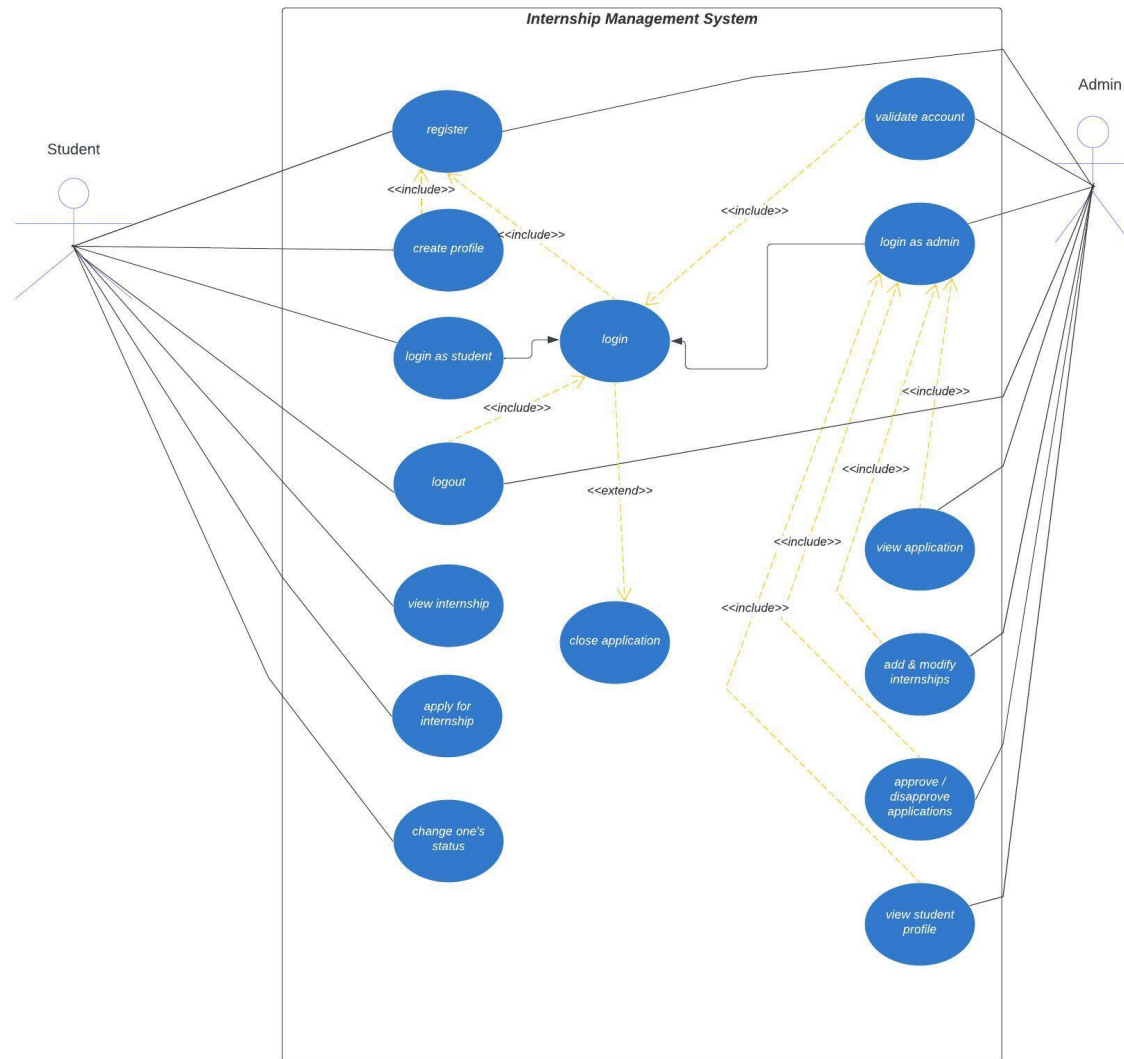 Internship Management System
Student
Admin
register
validate account
<<include>>
<<include>>
create profile
<<include>>
login as admin
login as student
login
<<include>>
<<include>>
logout
<<extend>>
<<include>>
view application
<<include>>
view internship
<<include>>
close application
add & modify
internships
apply for
internship
approve /
disapprove
applications
change one's
status
view student
profile